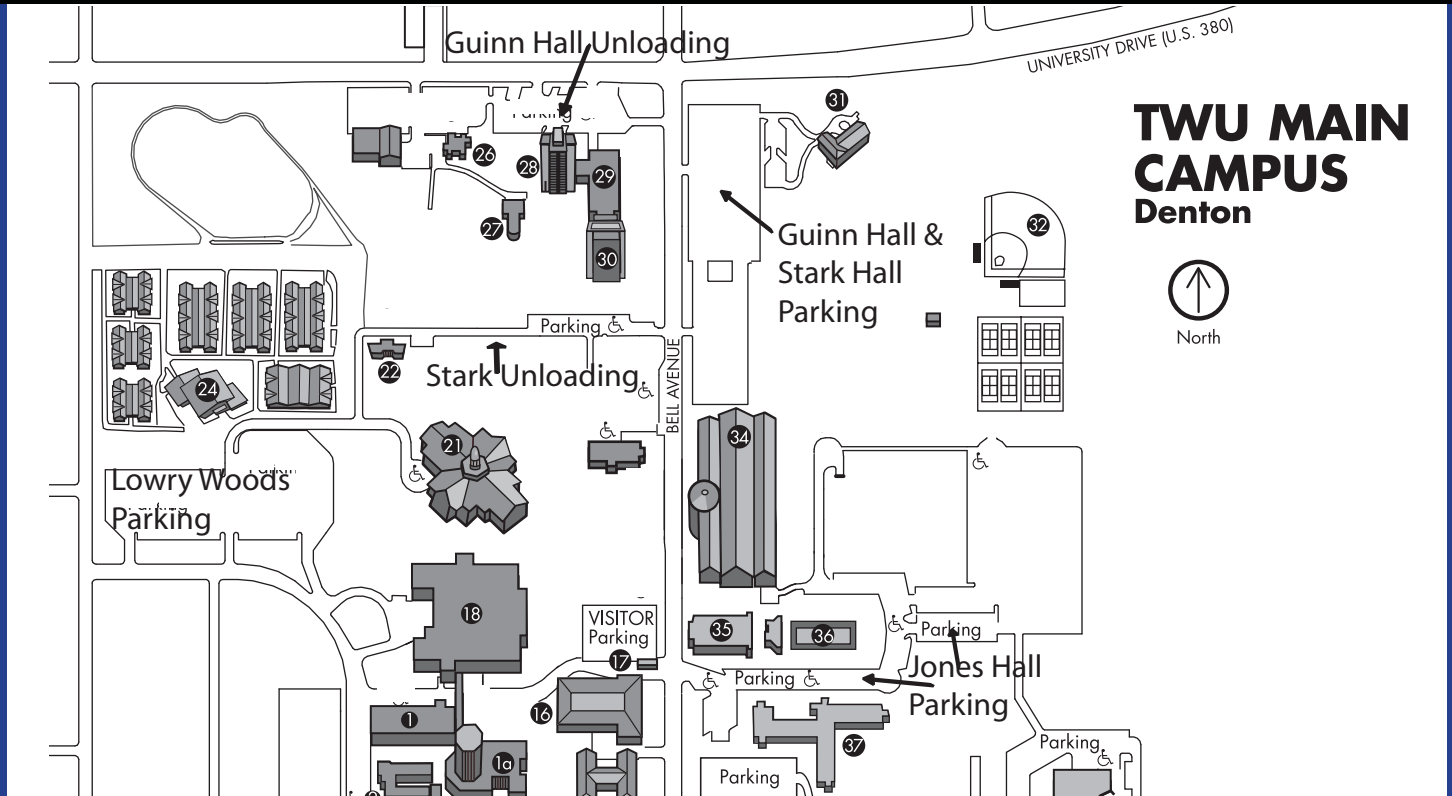 Guinn Hall Unloading
UNIVERSITY DRIVE (U.S. 380)
TWU MAIN
CAMPUS
Denton
North
31
26
28
29
27
30
32
Guinn Hall &
Stark Hall
Parking
Parking
Stark Unloading
22
24
BELL AVENUE
21
34
Lowry Woods
Parking
18
VISITOR
Parking
17
35
36
Parking
Jones Hall
Parking
Parking
16
1
37
1a
Parking
Parking